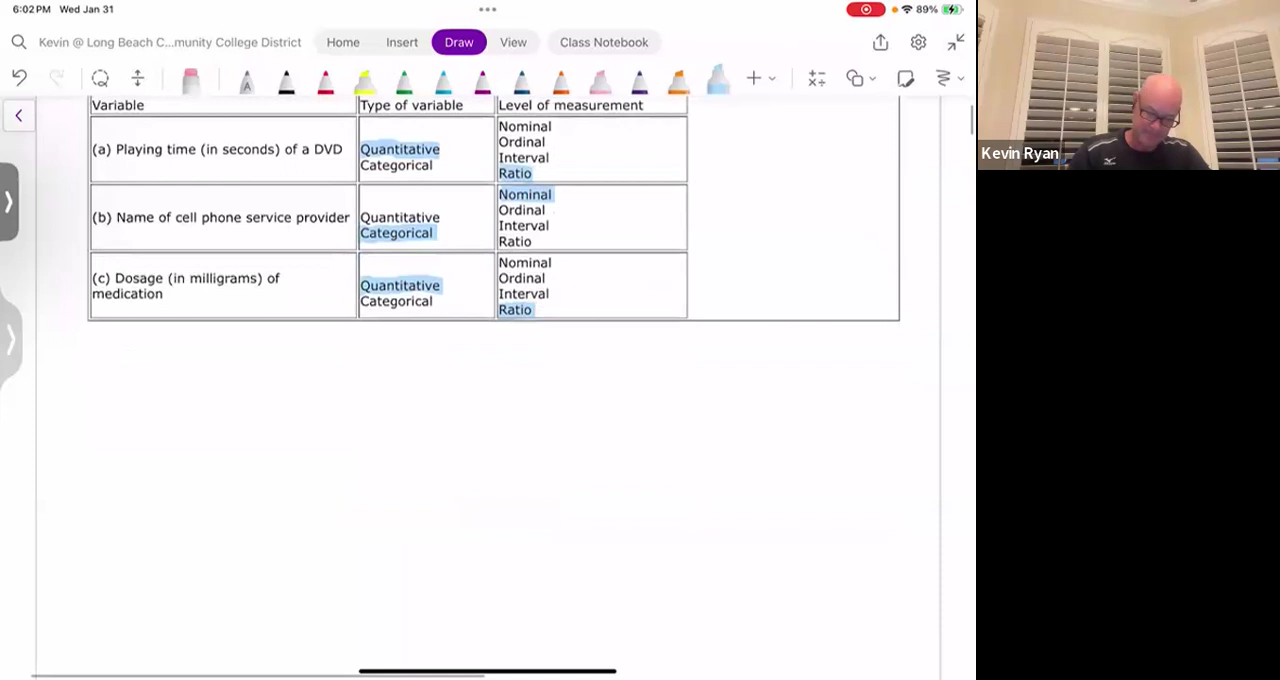 6:02 PM Wed Jan 31
89%
Kevin @ Long Beach C...munity College District
Home
Insert
Draw
View
Class Notebook
A
Variable
Type of variable
Level of measurement
(a) Playing time (in seconds) of a DVD
Quantitative
Categorical
Nominal
Ordinal
Interval
Ratio
(b) Name of cell phone service provider
Quantitative
Categorical
Nominal
Ordinal
Interval
Ratio
(c) Dosage (in milligrams) of
medication
Quantitative
Categorical
Nominal
Ordinal
Interval
Ratio
Kevin Ryan